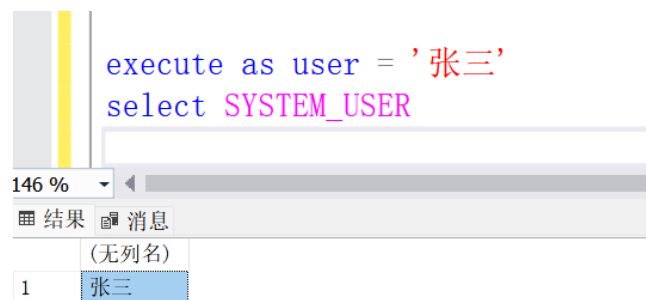 execute as user = '张三'
select SYSTEM_USER
146 %
结果 消息
(无列名)
1 张三